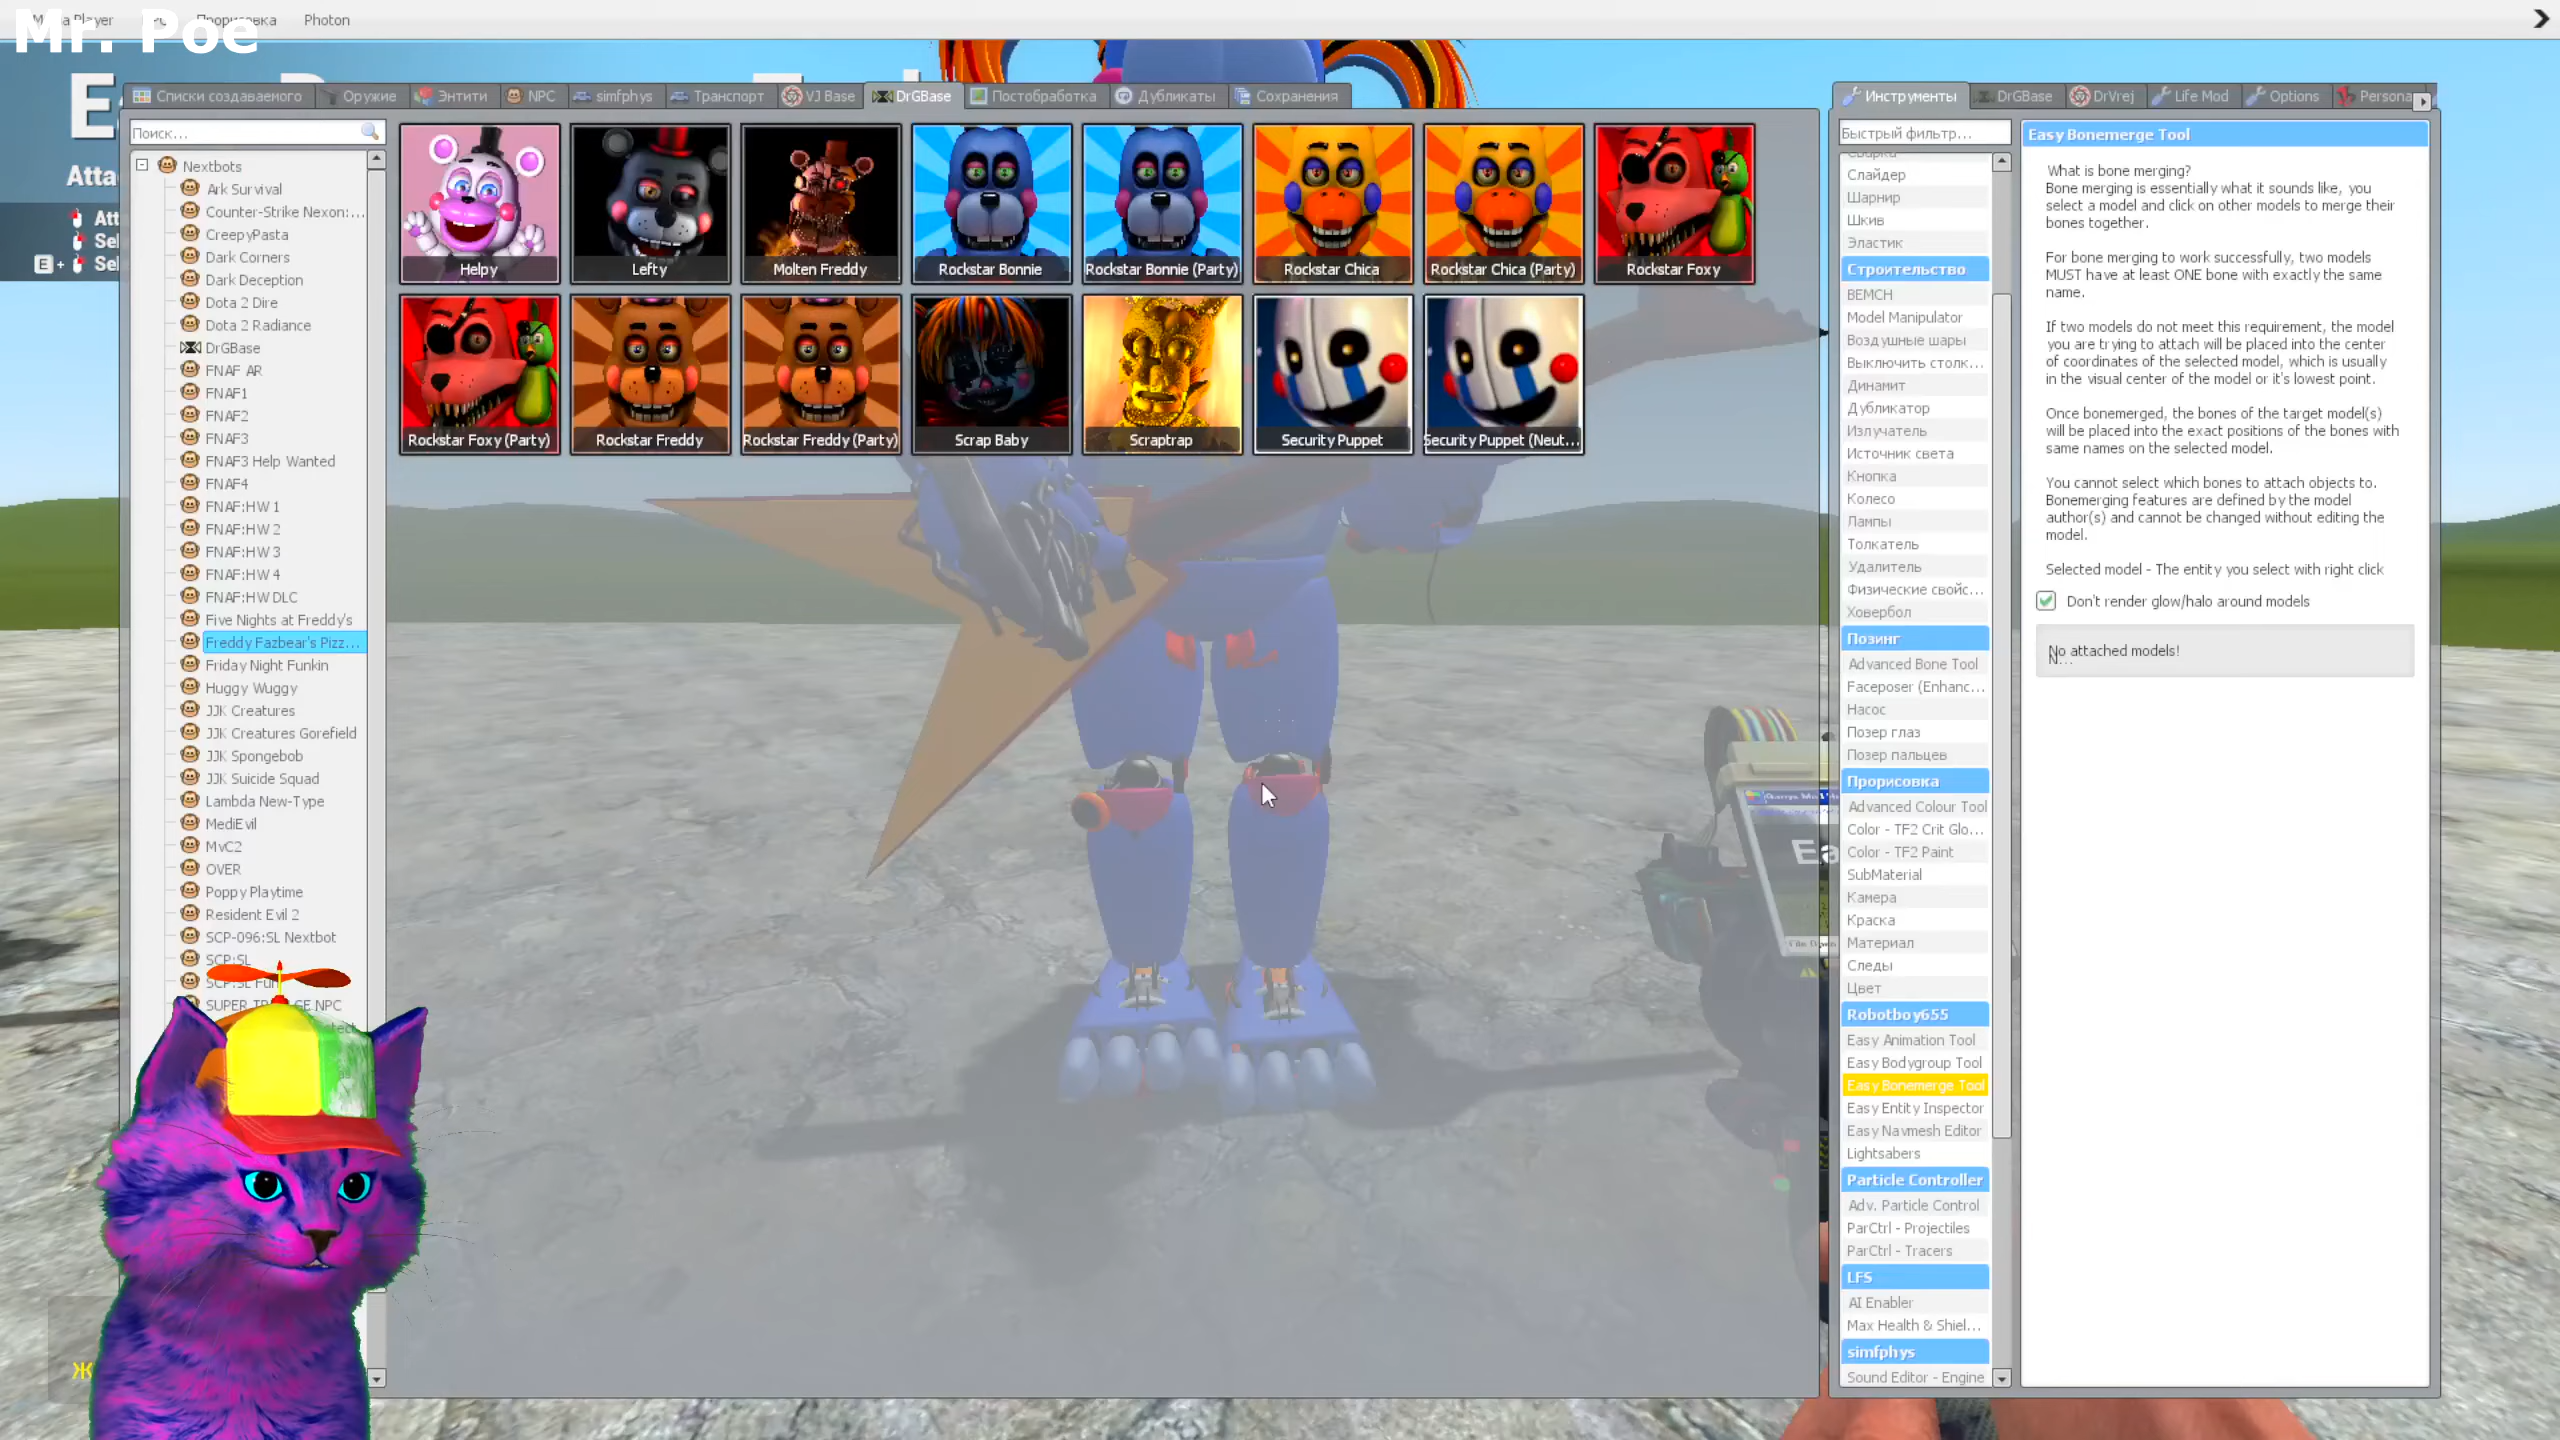 Mr. Poe
Прорисовка
Photon
Atta
Att
Sel
E + Sel
Списки создаваемого
Оружие
Энтити
NPC
simfphys
Транспорт
VJ Base
DrGBase
Постобработка
Дубликаты
Сохранения
Поиск...
Nextbots
Ark Survival
Counter-Strike Nexon:...
CreepyPasta
Dark Corners
Dark Deception
Dota 2 Dire
Dota 2 Radiance
DrGBase
FNAF AR
FNAF1
FNAF2
FNAF3
FNAF3 Help Wanted
FNAF4
FNAF:HW 1
FNAF:HW 2
FNAF:HW 3
FNAF:HW 4
FNAF:HW DLC
Five Nights at Freddy's
Freddy Fazbear's Pizz...
Friday Night Funkin
Huggy Wuggy
JJK Creatures
JJK Creatures Gorefield
JJK Spongebob
JJK Suicide Squad
Lambda New-Type
MediEvil
MvC2
OVER
Poppy Playtime
Resident Evil 2
SCP-096:SL Nextbot
SCP:SL
SCP:SL
SUPER NPC
Ж
Helpy
Lefty
Molten Freddy
Rockstar Bonnie
Rockstar Bonnie (Party)
Rockstar Chica
Rockstar Chica (Party)
Rockstar Foxy
Rockstar Foxy (Party)
Rockstar Freddy
Rockstar Freddy (Party)
Scrap Baby
Scraptrap
Security Puppet
Security Puppet (Neut...
Инструменты
DrGBase
DrVrej
Life Mod
Options
Persona
Быстрый фильтр...
Сварка
Слайдер
Шарнир
Шкив
Эластик
Строительство
BEMCH
Model Manipulator
Воздушные шары
Выключить столк...
Динамит
Дубликатор
Излучатель
Источник света
Кнопка
Колесо
Лампы
Толкатель
Удалитель
Физические свойс...
Ховербол
Позинг
Advanced Bone Tool
Faceposer (Enhanc...
Насос
Позер глаз
Позер пальцев
Прорисовка
Advanced Colour Tool
Color - TF2 Crit Glo...
Color - TF2 Paint
SubMaterial
Камера
Краска
Материал
Следы
Цвет
Robotboy655
Easy Animation Tool
Easy Bodygroup Tool
Easy Bonemerge Tool
Easy Entity Inspector
Easy Navmesh Editor
Lightsabers
Particle Controller
Adv. Particle Control
ParCtrl - Projectiles
ParCtrl - Tracers
LFS
AI Enabler
Max Health & Shiel...
simfphys
Sound Editor - Engine
Easy Bonemerge Tool
What is bone merging?
Bone merging is essentially what it sounds like, you
select a model and click on other models to merge their
bones together.
For bone merging to work successfully, two models
MUST have at least ONE bone with exactly the same
name.
If two models do not meet this requirement, the model
you are trying to attach will be placed into the center
of coordinates of the selected model, which is usually
in the visual center of the model or it's lowest point.
Once bonemerged, the bones of the target model(s)
will be placed into the exact positions of the bones with
same names on the selected model.
You cannot select which bones to attach objects to.
Bonemerging features are defined by the model
author(s) and cannot be changed without editing the
model.
Selected model - The entity you select with right click
Don't render glow/halo around models
No attached models!
N...
Ea